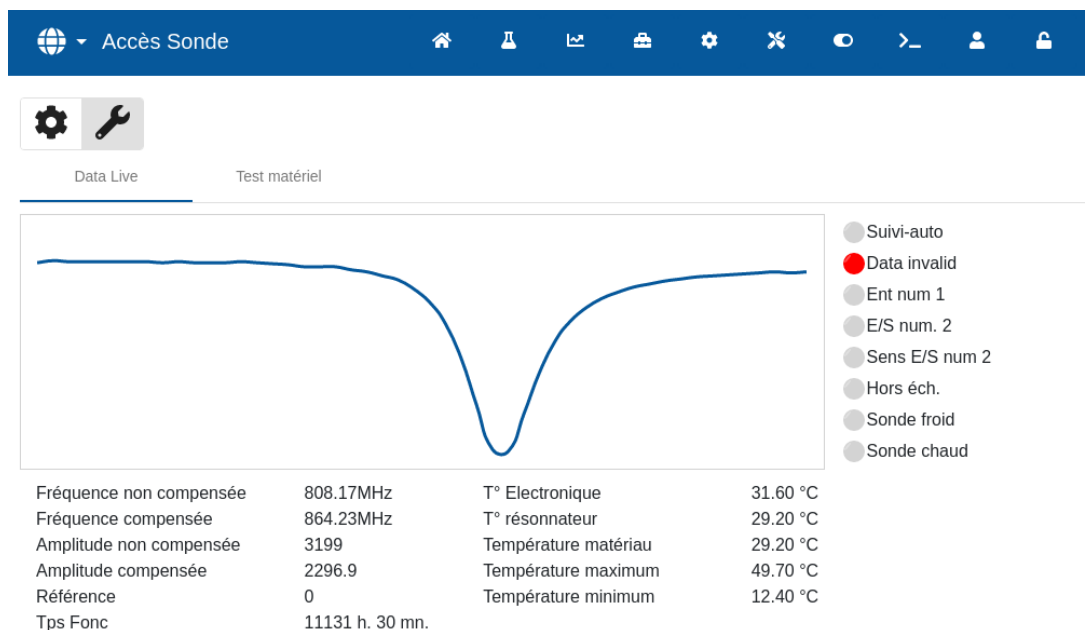 Accès Sonde
Data Live Test matériel
Suivi-auto
Data invalid
Ent num 1
E/S num. 2
Sens E/S num 2
Hors éch.
Sonde froid
Sonde chaud
Fréquence non compensée 808.17MHz T° Electronique 31.60 °C
Fréquence compensée 864.23MHz T° résonnateur 29.20 °C
Amplitude non compensée 3199 Température matériau 29.20 °C
Amplitude compensée 2296.9 Température maximum 49.70 °C
Référence 0 Température minimum 12.40 °C
Tps Fonc 11131 h. 30 mn.